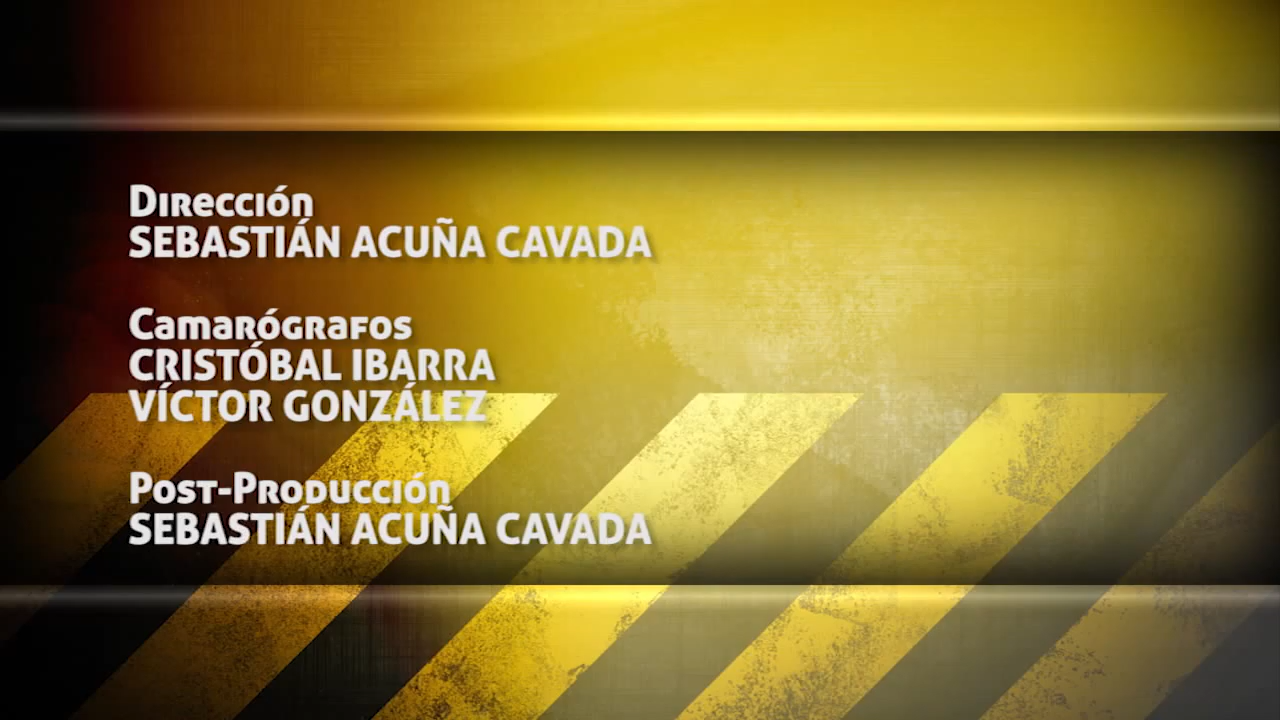 Dirección
SEBASTIÁN ACUÑA CAVADA
Camarógrafos
CRISTÓBAL IBARRA
VÍCTOR GONZÁLEZ
Post-Producción
SEBASTIÁN ACUÑA CAVADA